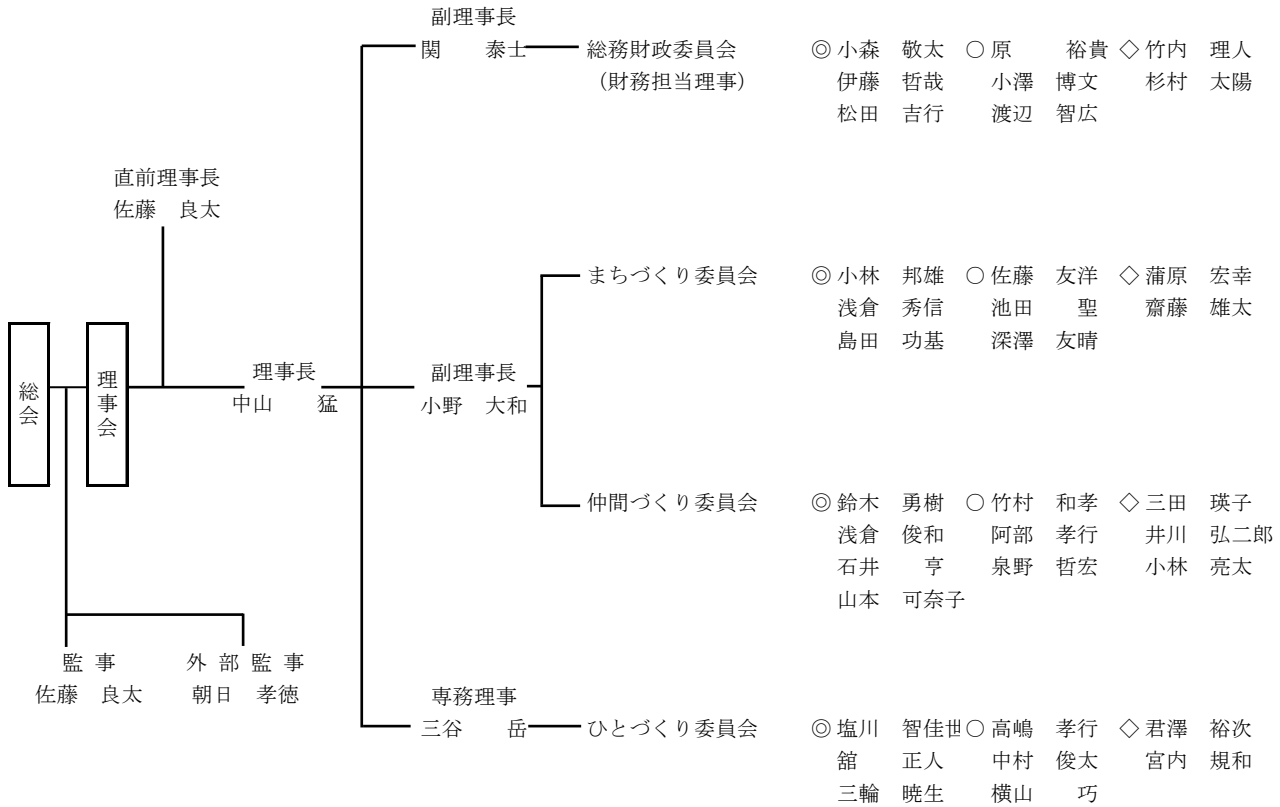 副理事長
関　　泰士　総務財政委員会　◎小森　敬太　○原　　裕貴　◇竹内　理人
（財務担当理事）　伊藤　哲哉　小澤　博文　杉村　太陽
松田　吉行　渡辺　智広
直前理事長
佐藤　良太
まちづくり委員会　◎小林　邦雄　○佐藤　友洋　◇蒲原　宏幸
浅倉　秀信　池田　　聖　齋藤　雄太
島田　功基　深澤　友晴
総会
理事会
理事長
中山　　猛
副理事長
小野　大和
仲間づくり委員会　◎鈴木　勇樹　○竹村　和孝　◇三田　瑛子
浅倉　俊和　阿部　孝行　井川　弘二郎
石井　　亨　泉野　哲宏　小林　亮太
山本　可奈子
監 事　外 部 監 事
佐藤　良太　朝日　孝徳
専務理事
三谷　　岳　ひとづくり委員会　◎塩川　智佳世　○高嶋　孝行　◇君澤　裕次
舘　　正人　中村　俊太　宮内　規和
三輪　暁生　横山　　巧